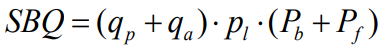 SBQ = (q_p + q_a) · p_l · (P_b + P_f)